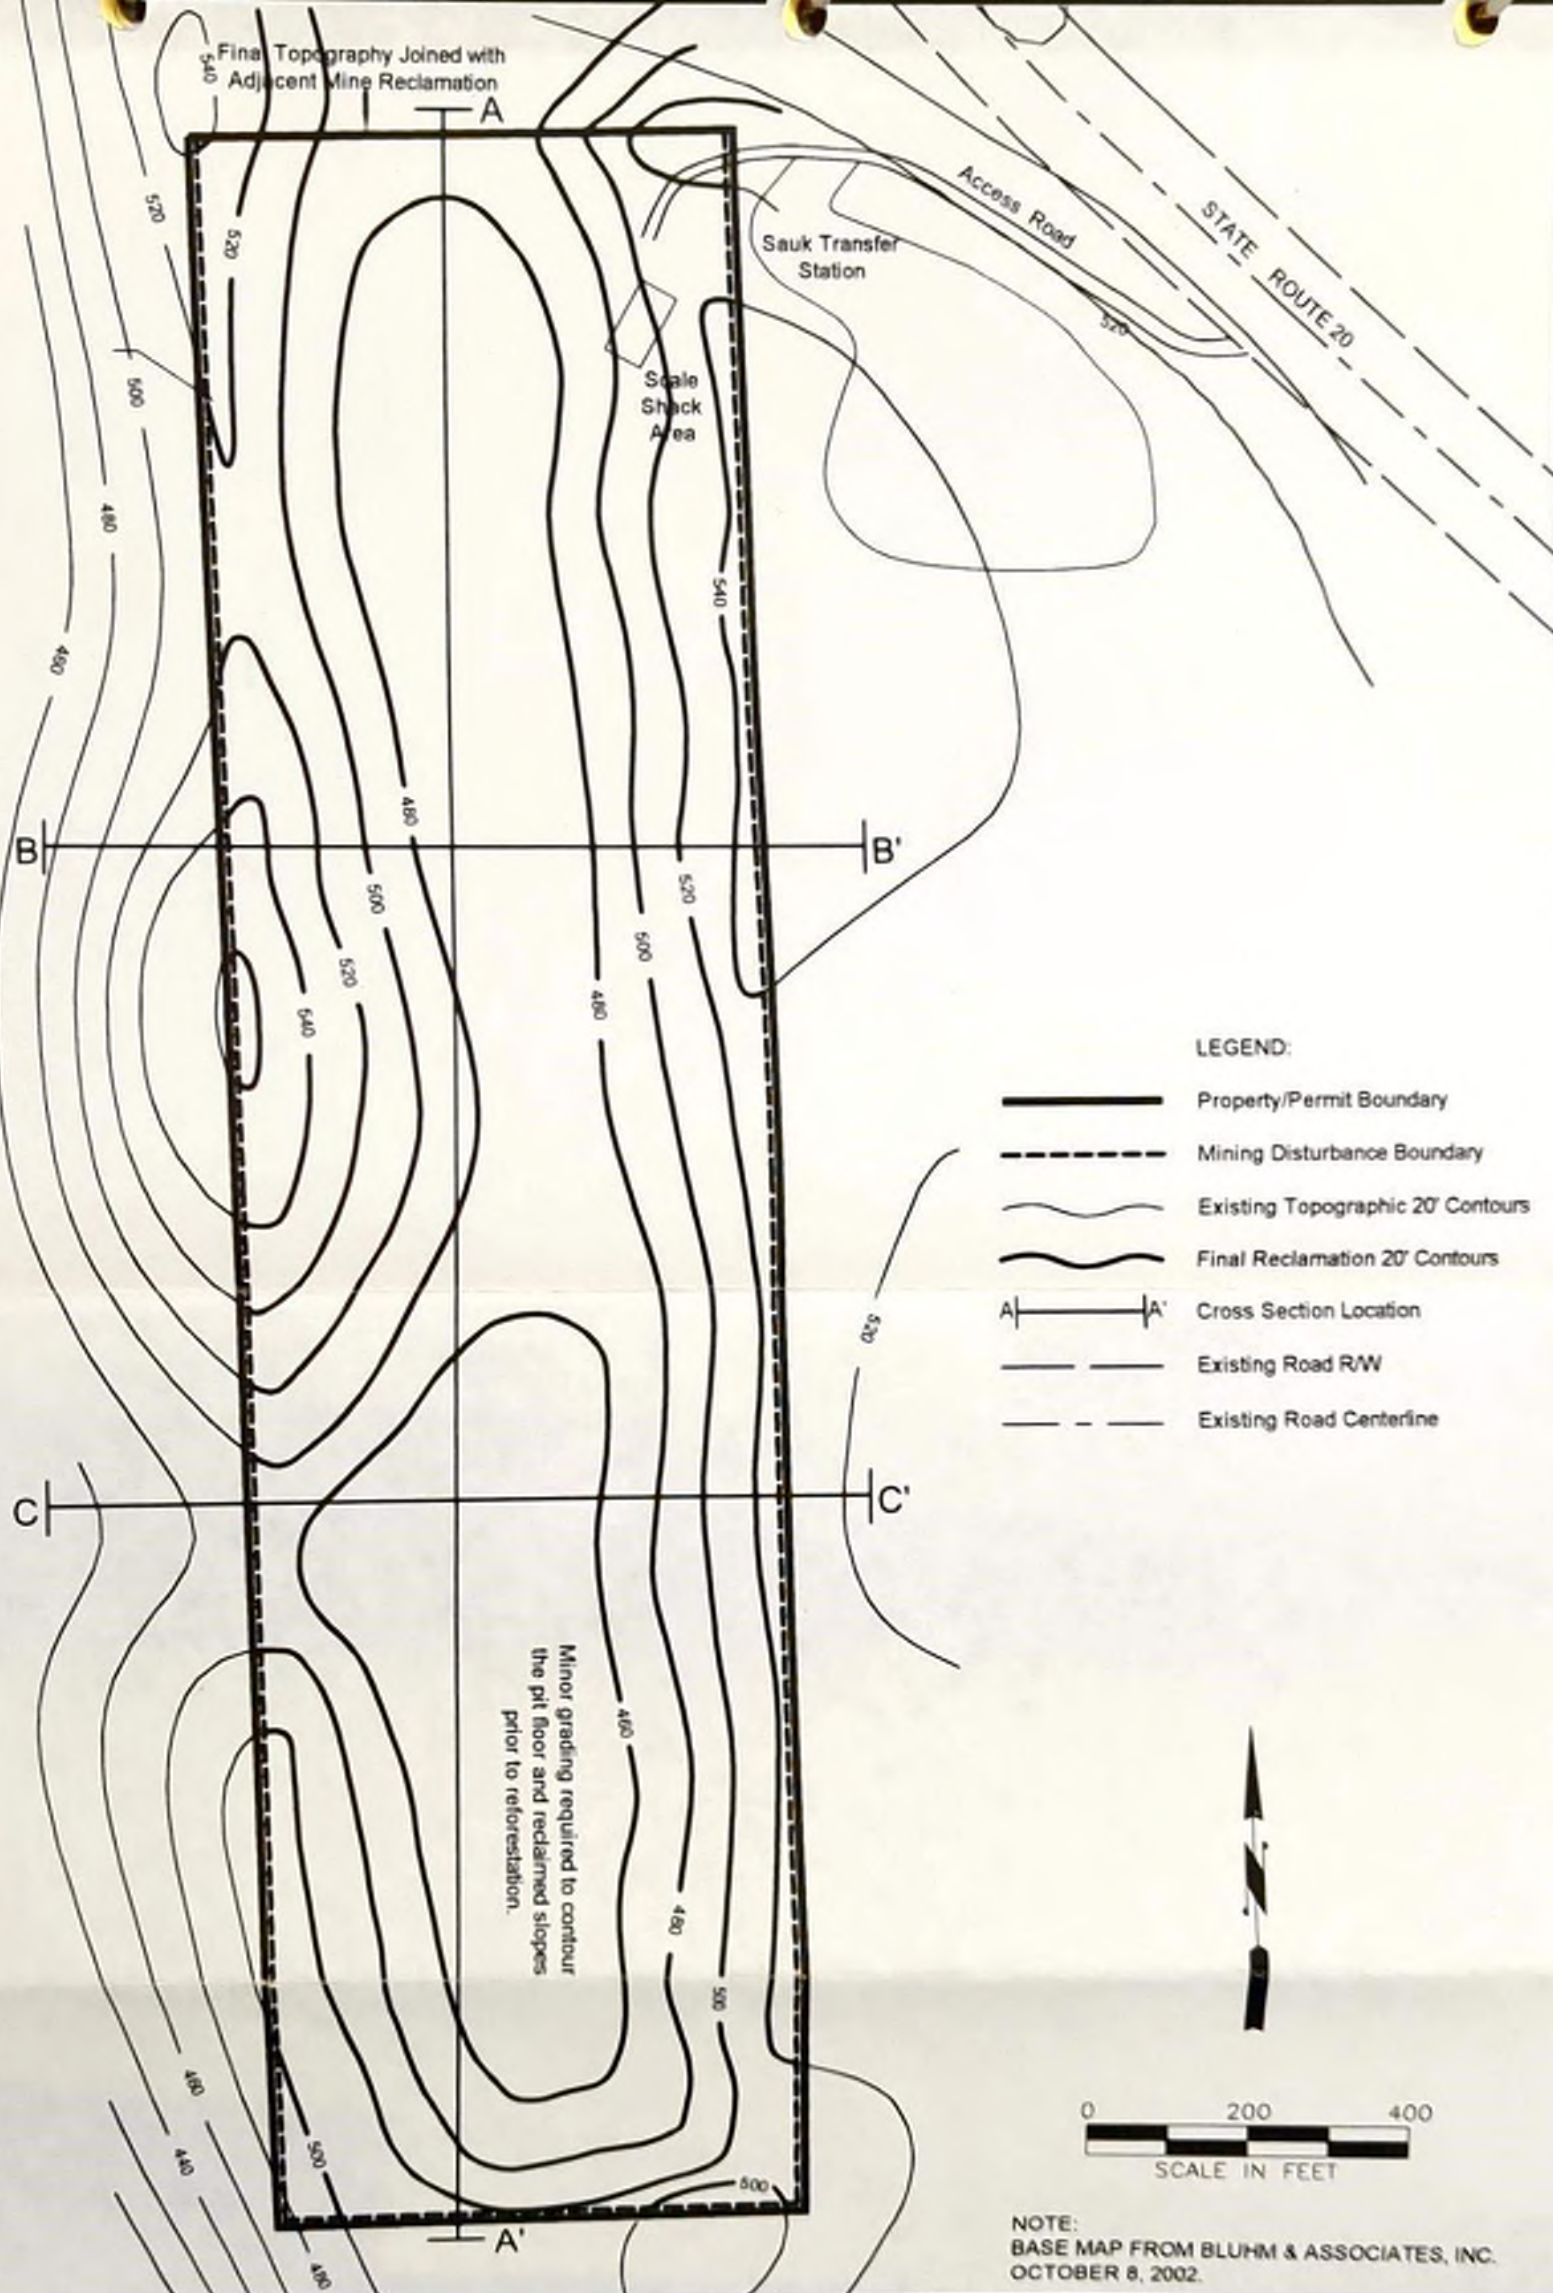 Final Topography Joined with
Adjacent Mine Reclamation
540
A
520
520
Access Road
STATE ROUTE 20
Sauk Transfer
Station
520
500
Scale
Shack
Area
480
540
460
480
B
B'
500
520
500
520
480
540
LEGEND:
Property/Permit Boundary
Mining Disturbance Boundary
Existing Topographic 20' Contours
Final Reclamation 20' Contours
A A' Cross Section Location
Existing Road R/W
Existing Road Centerline
520
C
C'
Minor grading required to contour
the pit floor and reclaimed slopes
prior to reforestation.
460
480
500
460
440
500
500
480
A'
0 200 400
SCALE IN FEET
NOTE:
BASE MAP FROM BLUHM & ASSOCIATES, INC.
OCTOBER 8, 2002.